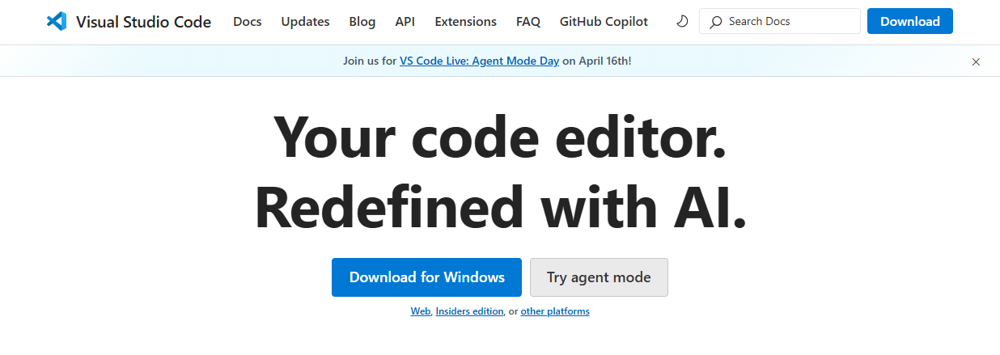 Visual Studio Code Docs Updates Blog API Extensions FAQ GitHub Copilot Search Docs Download
Join us for VS Code Live: Agent Mode Day on April 16th!
Your code editor.
Redefined with AI.
Download for Windows Try agent mode
Web, Insiders edition, or other platforms